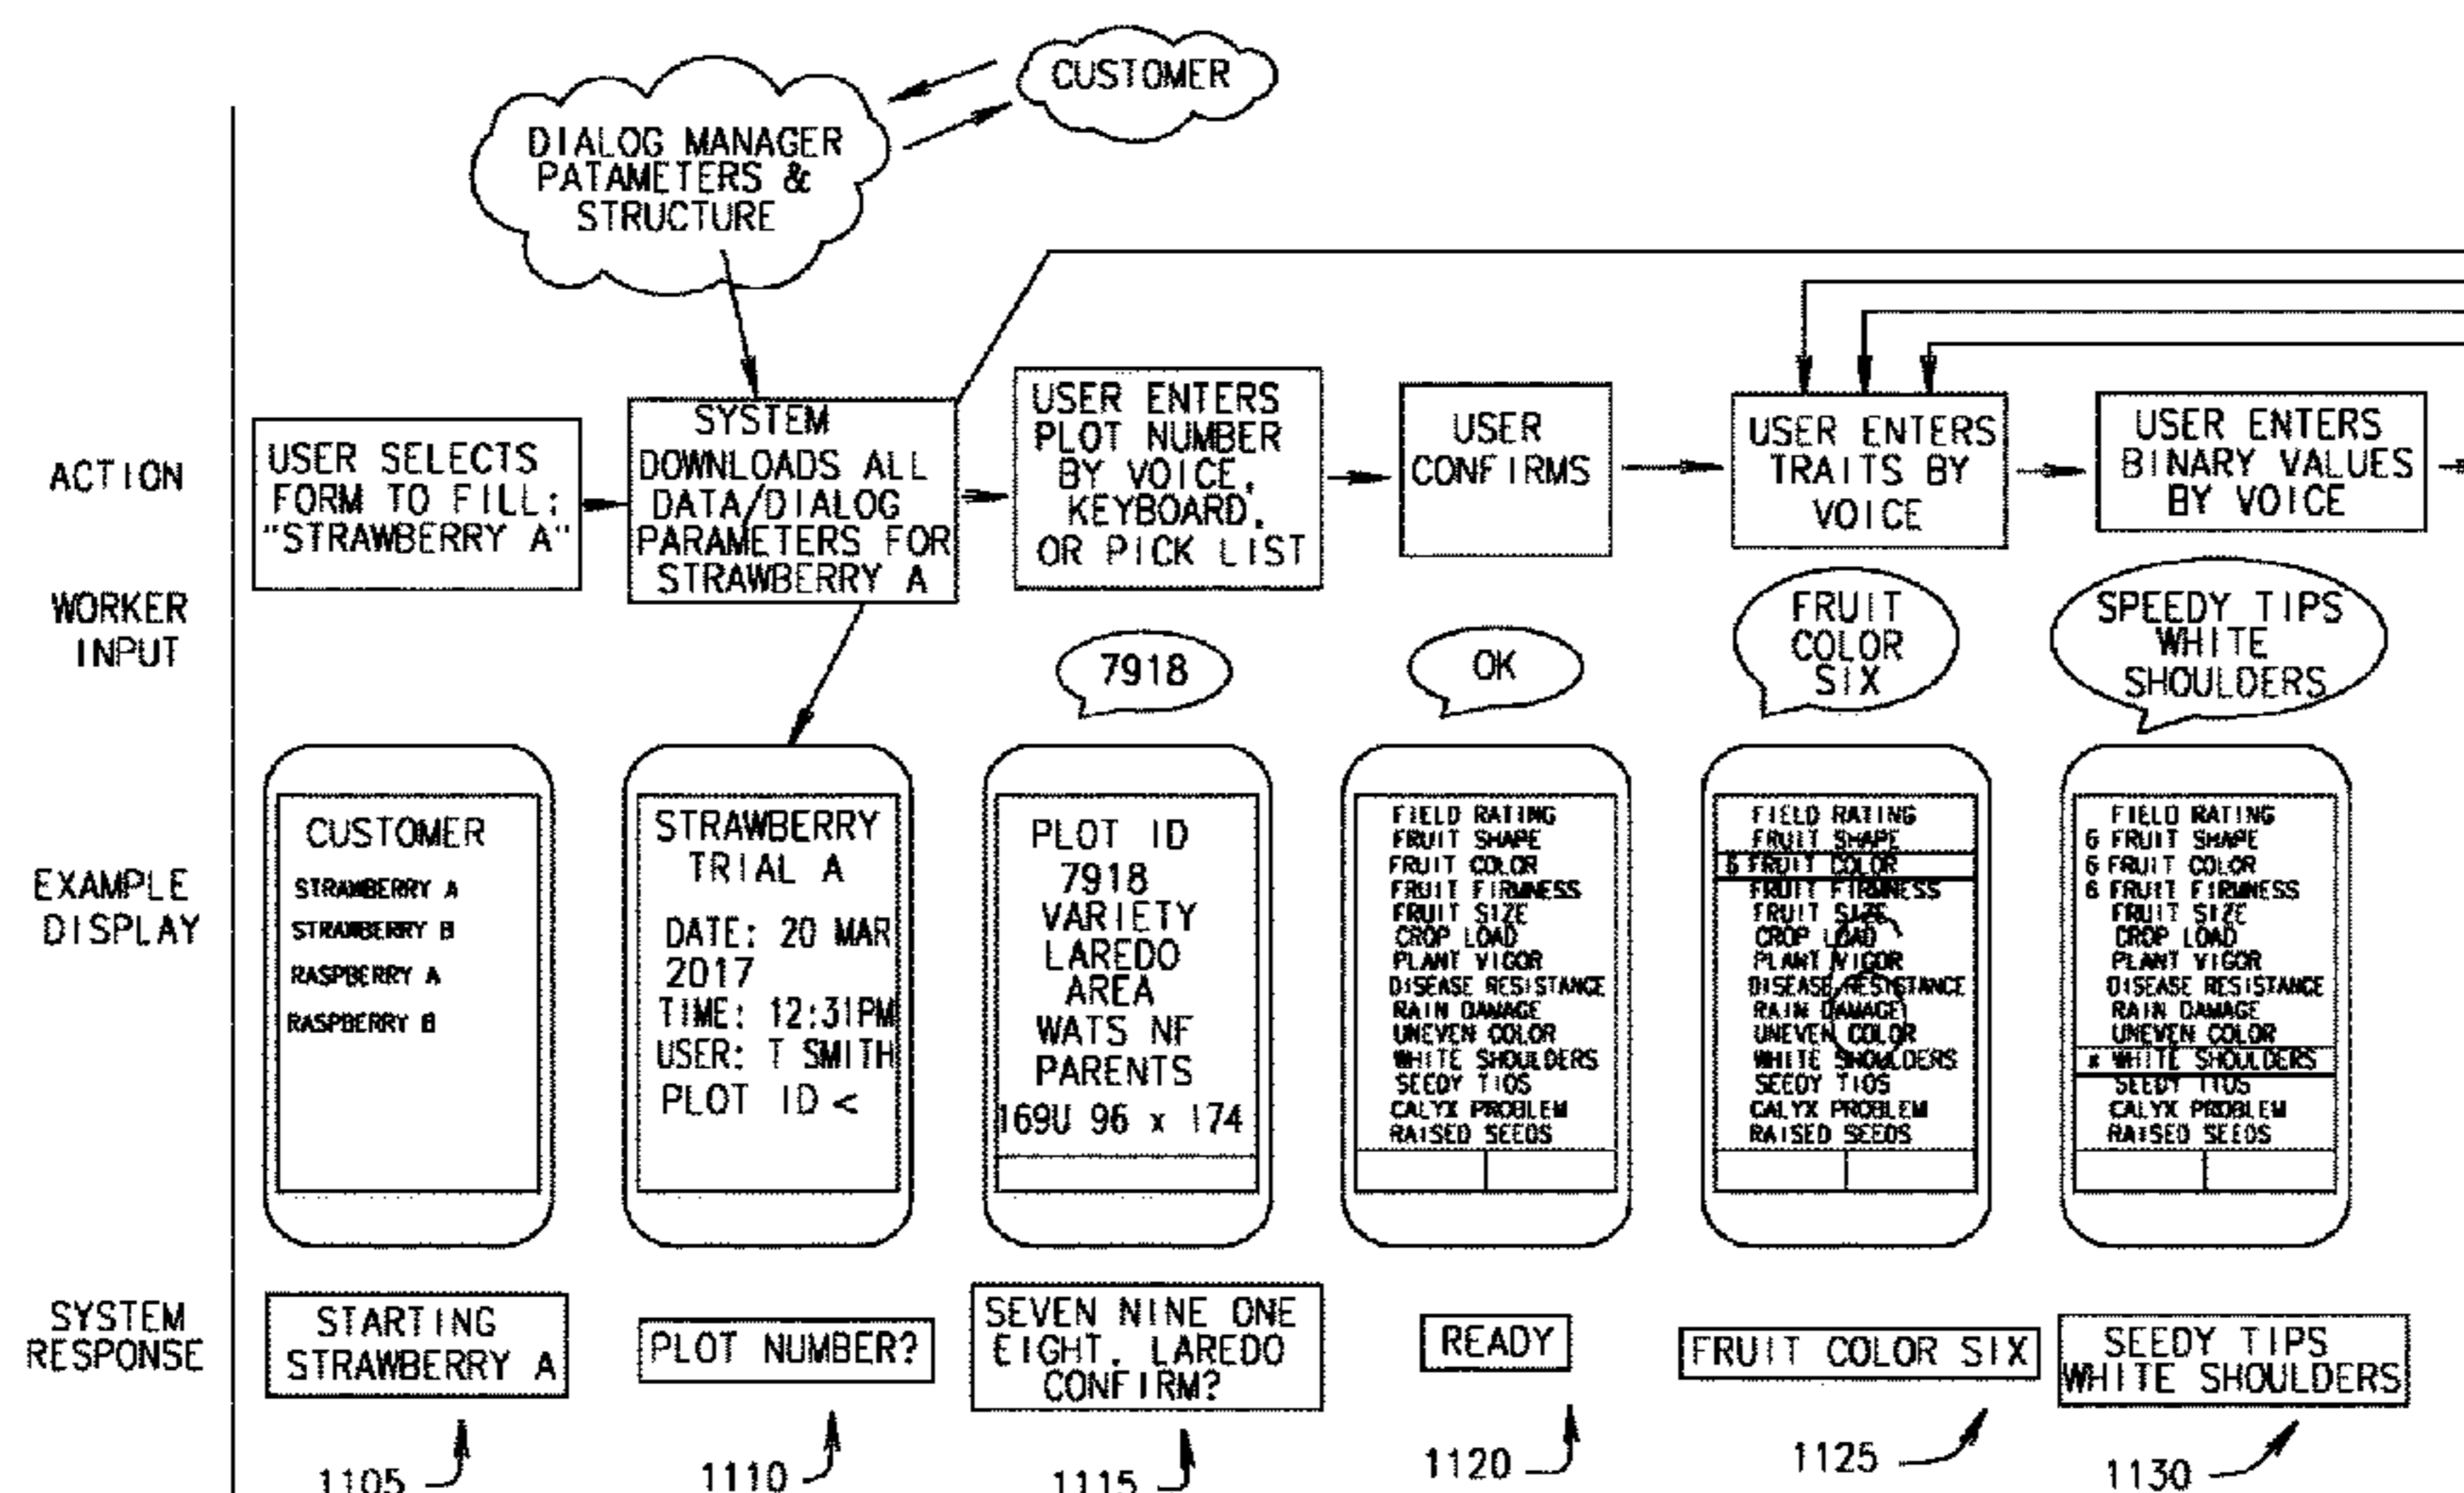 CUSTOMER
DIALOG MANAGER
PATAMETERS &
STRUCTURE
ACTION
USER SELECTS
FORM TO FILL:
"STRAWBERRY A"
SYSTEM
DOWNLOADS ALL
DATA/DIALOG
PARAMETERS FOR
STRAWBERRY A
USER ENTERS
PLOT NUMBER
BY VOICE,
KEYBOARD,
OR PICK LIST
USER
CONFIRMS
USER ENTERS
TRAITS BY
VOICE
USER ENTERS
BINARY VALUES
BY VOICE
WORKER
INPUT
7918
OK
FRUIT
COLOR
SIX
SPEEDY TIPS
WHITE
SHOULDERS
EXAMPLE
DISPLAY
CUSTOMER
STRAWBERRY A
STRAWBERRY B
RASPBERRY A
RASPBERRY B
STRAWBERRY
TRIAL A
DATE: 20 MAR
2017
TIME: 12:31PM
USER: T SMITH
PLOT ID <
PLOT ID
7918
VARIETY
LAREDO
AREA
WATS NF
PARENTS
169U 96 x 174
FIELD RATING
FRUIT SHAPE
FRUIT COLOR
FRUIT FIRMNESS
FRUIT SIZE
CROP LOAD
PLANT VIGOR
DISEASE RESISTANCE
RAIN DAMAGE
UNEVEN COLOR
WHITE SHOULDERS
SEEDY TIOS
CALYX PROBLEM
RAISED SEEDS
FIELD RATING
FRUIT SHAPE
6 FRUIT COLOR
FRUIT FIRMNESS
FRUIT SIZE
CROP LOAD
PLANT VIGOR
DISEASE RESISTANCE
RAIN DAMAGE
UNEVEN COLOR
WHITE SHOULDERS
SEEDY TIOS
CALYX PROBLEM
RAISED SEEDS
6
FIELD RATING
6 FRUIT SHAPE
6 FRUIT COLOR
6 FRUIT FIRMNESS
FRUIT SIZE
CROP LOAD
PLANT VIGOR
DISEASE RESISTANCE
RAIN DAMAGE
UNEVEN COLOR
x WHITE SHOULDERS
SEEDY TIOS
CALYX PROBLEM
RAISED SEEDS
SYSTEM
RESPONSE
STARTING
STRAWBERRY A
PLOT NUMBER?
SEVEN NINE ONE
EIGHT, LAREDO
CONFIRM?
READY
FRUIT COLOR SIX
SEEDY TIPS
WHITE SHOULDERS
1105
1110
1115
1120
1125
1130